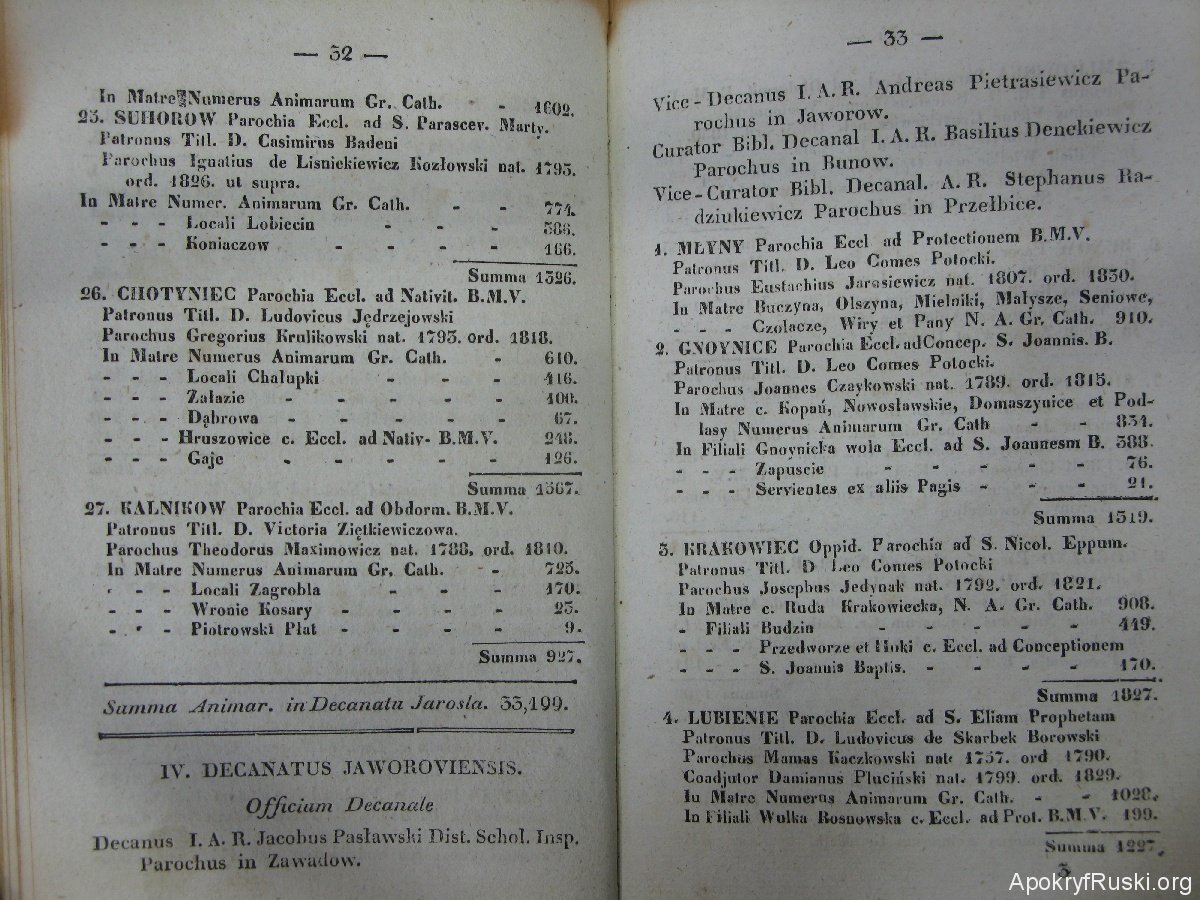 — 32 —
In Matre Numerus Animarum Gr. Cath. - 1602.
25. SUHOROW Parochia Eccl. ad S. Parascev. Marty.
Patronus Titl. D. Casimirus Badeni
Parochus Ignatius de Lisniekiewicz Kozłowski nat. 1795.
ord. 1826. ut supra.
In Matre Numer. Animarum Gr. Cath. - - 774.
- - - Locali Lobiecin - - - 386.
- - - Koniaczow - - - - 166.
Summa 1326.
26. CHOTYNIEC Parochia Eccl. ad Nativit. B.M.V.
Patronus Titl. D. Ludovicus Jędrzejowski
Parochus Gregorius Krulikowski nat. 1793. ord. 1818.
In Matre Numerus Animarum Gr. Cath. - 610.
- - - Locali Chalupki - - - 416.
- - - Załazie - - - - - 100.
- - - Dąbrowa - - - - - 67.
- - - Hruszowice c. Eccl. ad Nativ- B.M.V. 248.
- - - Gaje - - - - - 126.
Summa 1567.
27. KALNIKOW Parochia Eccl. ad Obdorm. B.M.V.
Patronus Titl. D. Victoria Ziętkiewiczowa.
Parochus Theodorus Maximowicz nat. 1788. ord. 1810.
In Matre Numerus Animarum Gr. Cath. - 725.
- - - Locali Zagrobla - - - 170.
- - - Wronie Kosary - - - - 23.
- - - Piotrowski Płat - - - - 9.
Summa 927.
Summa Animar. in Decanatu Jarosla. 33,199.
IV. DECANATUS JAWOROVIENSIS.
Officium Decanale
Decanus I. A. R. Jacobus Pasławski Dist. Schol. Insp.
Parochus in Zawadow.
— 33 —
Vice-Decanus I. A. R. Andreas Pietrasiewicz Pa-
rochus in Jaworow.
Curator Bibl. Decanal I. A. R. Basilius Denckiewicz
Parochus in Bunow.
Vice-Curator Bibl. Decanal. A. R. Stephanus Ra-
dziukiewicz Parochus in Przełbice.
1. MŁYNY Parochia Eccl ad Protectionem B.M.V.
Patronus Titl. D. Leo Comes Potocki.
Parochus Eustachius Jarosiewicz nat. 1807. ord. 1830.
In Matre Buczyna, Olszyna, Mielniki, Małysze, Seniowe,
- - - Czolacze, Wiry et Pany N. A. Gr. Cath. 910.
2. GNOYNICE Parochia Eccl. ad Concep. S. Joannis. B.
Patronus Titl. D. Leo Comes Potocki.
Parochus Joannes Czaykowski nat. 1789. ord. 1815.
In Matre c. Kopań, Nowosławskie, Domaszynice et Pod-
lasy Numerus Animarum Gr. Cath - - 834.
In Filiali Gnoynicka wola Eccl. ad S. Joannesm B. 388.
- - - Zapuscie - - - - - 76.
- - - Servientes ex aliis Pagis - - - 21.
Summa 1319.
3. KRAKOWIEC Oppid. Parochia ad S. Nicol. Eppum.
Patronus Titl. D Leo Comes Potocki
Parochus Josephus Jedynak nat. 1792. ord. 1821.
In Matre c. Ruda Krakowiecka, N. A. Gr. Cath. 908.
- Filiali Budzin - - - - - 449.
- - - Przedworze et Huki c. Eccl. ad Conceptionem
- - - S. Joannis Baptis. - - - - 170.
Summa 1827.
4. LUBIENIE Parochia Eccl. ad S. Eliam Prophetam
Patronus Titl. D. Ludovicus de Skarbek Borowski
Parochus Mamas Kaczkowski nat. 1757. ord 1790.
Coadjutor Damianus Pluciński nat. 1799. ord. 1829.
In Matre Numerus Animarum Gr. Cath. - - 1028.
In Filiali Wulka Rosnowska c. Eccl. ad Prot. B.M.V. 199.
Summa 1227.
3
ApokryfRuski.org